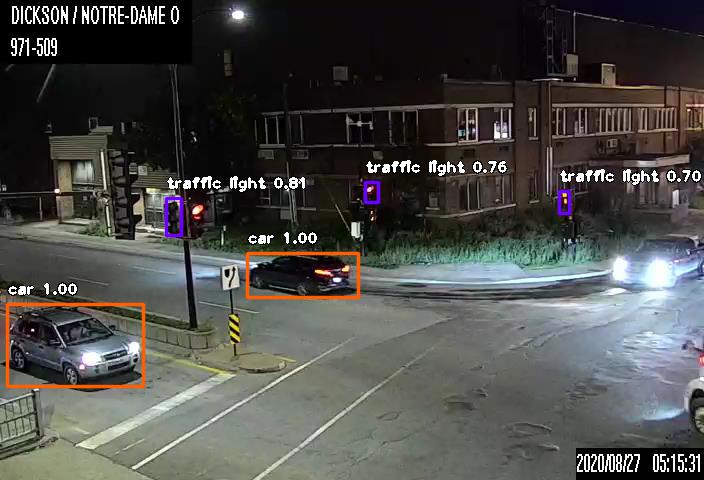 DICKSON / NOTRE-DAME O
971-509
traffic light 0.81
traffic light 0.76
traffic light 0.70
car 1.00
car 1.00
2020/08/27 05:15:31